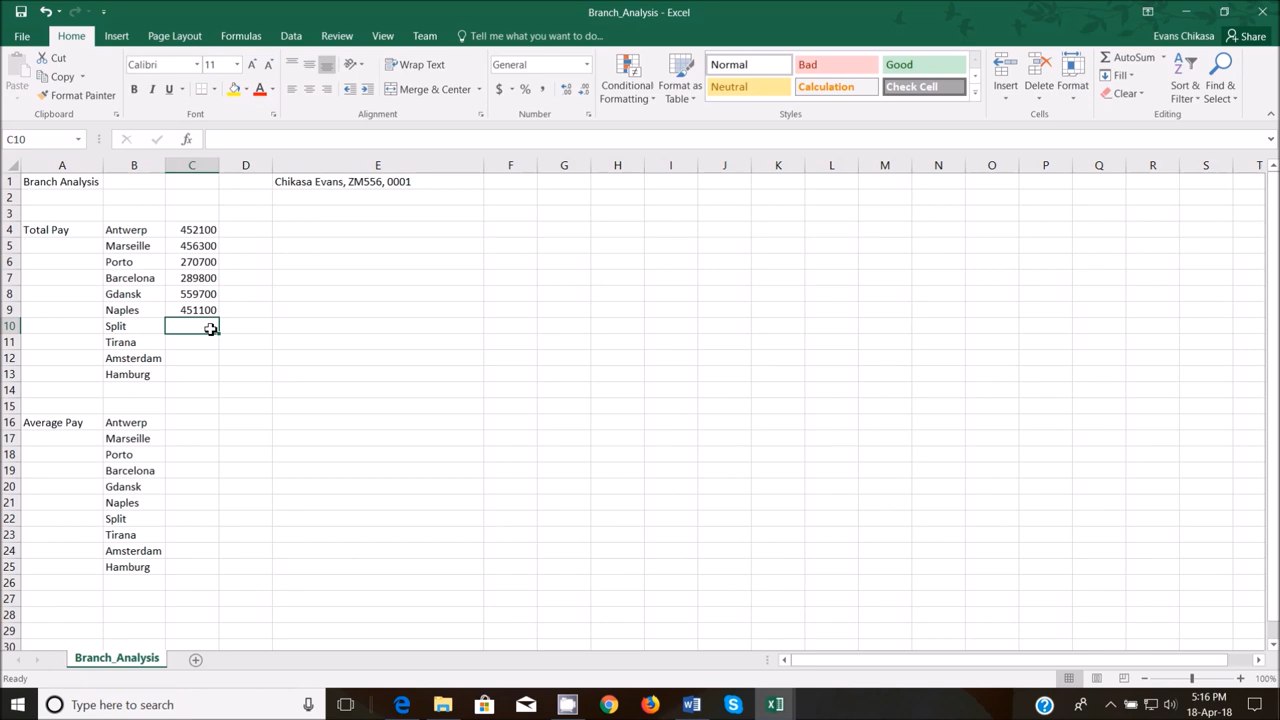 Branch_Analysis - Excel
File Home Insert Page Layout Formulas Data Review View Team Tell me what you want to do... Evans Chikasa Share
Paste Cut Copy Format Painter Clipboard
Calibri 11 B I U A Font
Wrap Text Merge & Center Alignment
General $ % , Number
Conditional Formatting Format as Table
Normal Bad Good
Neutral Calculation Check Cell
Styles
Insert Delete Format Cells
AutoSum Fill Clear Sort & Filter Find & Select Editing
C10 fx
A B C D E F G H I J K L M N O P Q R S T
1 Branch Analysis Chikasa Evans, ZM556, 0001
2
3
4 Total Pay Antwerp 452100
5 Marseille 456300
6 Porto 270700
7 Barcelona 289800
8 Gdansk 559700
9 Naples 451100
10 Split
11 Tirana
12 Amsterdam
13 Hamburg
14
15
16 Average Pay Antwerp
17 Marseille
18 Porto
19 Barcelona
20 Gdansk
21 Naples
22 Split
23 Tirana
24 Amsterdam
25 Hamburg
26
27
28
29
30
Branch_Analysis
Ready 100%
Type here to search
5:16 PM
18-Apr-18